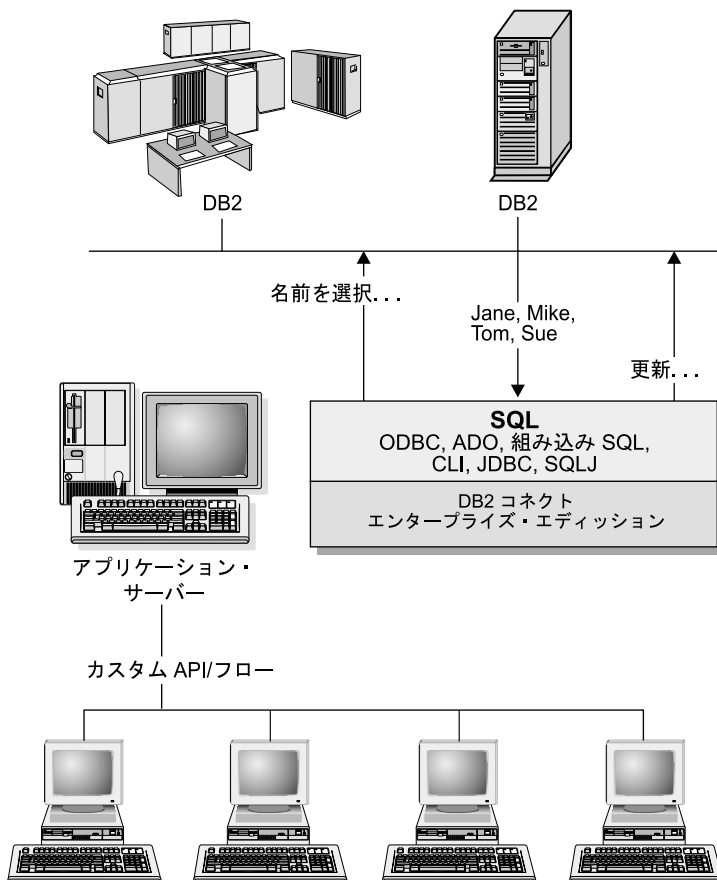 DB2
DB2
名前を選択...
Jane, Mike,
Tom, Sue
更新...
SQL
ODBC, ADO, 組み込み SQL,
CLI, JDBC, SQLJ
DB2 コネクト
エンタープライズ・エディッション
アプリケーション・
サーバー
カスタム API/フロー